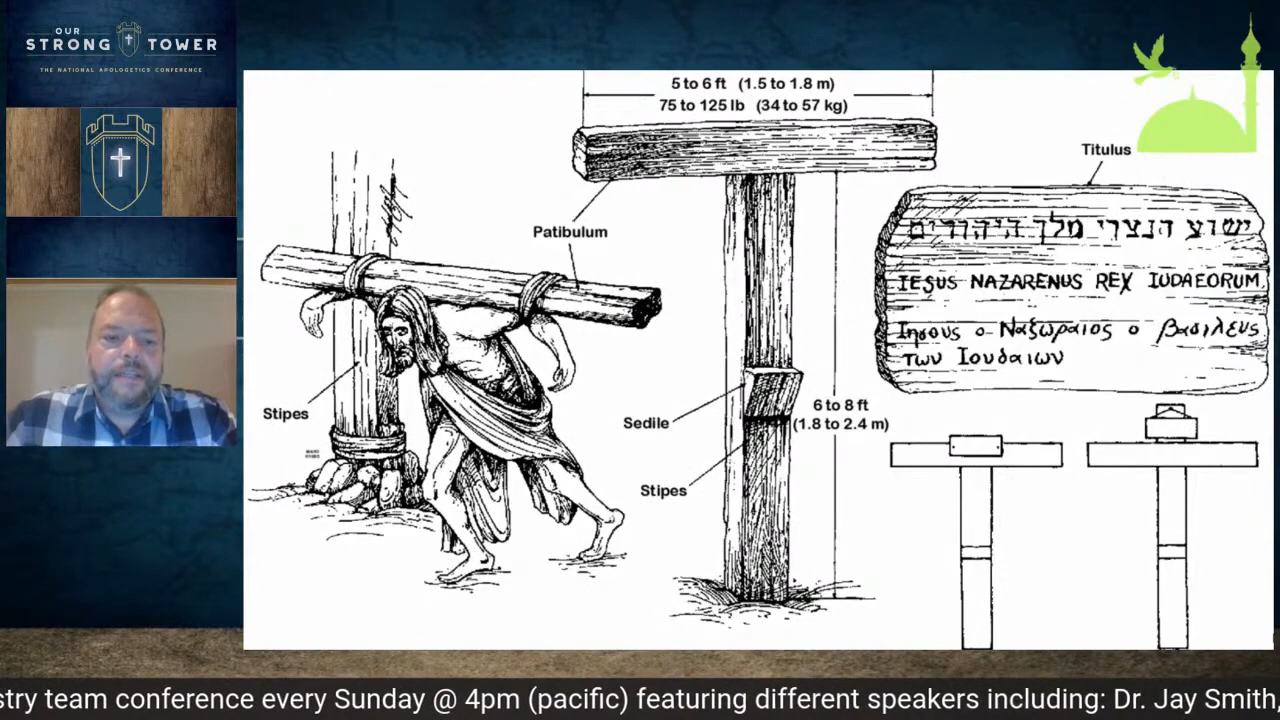 OUR
STRONG TOWER
THE NATIONAL APOLOGETICS CONFERENCE
5 to 6 ft (1.5 to 1.8 m)
75 to 125 lb (34 to 57 kg)
Titulus
Patibulum
ישוע הנצרי מלך היהודים
IESUS NAZARENUS REX IUDAEORUM
Ιησους ο Ναζωραιος ο βασιλευς
των Ιουδαιων
Stipes
Sedile
6 to 8 ft
(1.8 to 2.4 m)
Stipes
stry team conference every Sunday @ 4pm (pacific) featuring different speakers including: Dr. Jay Smith,